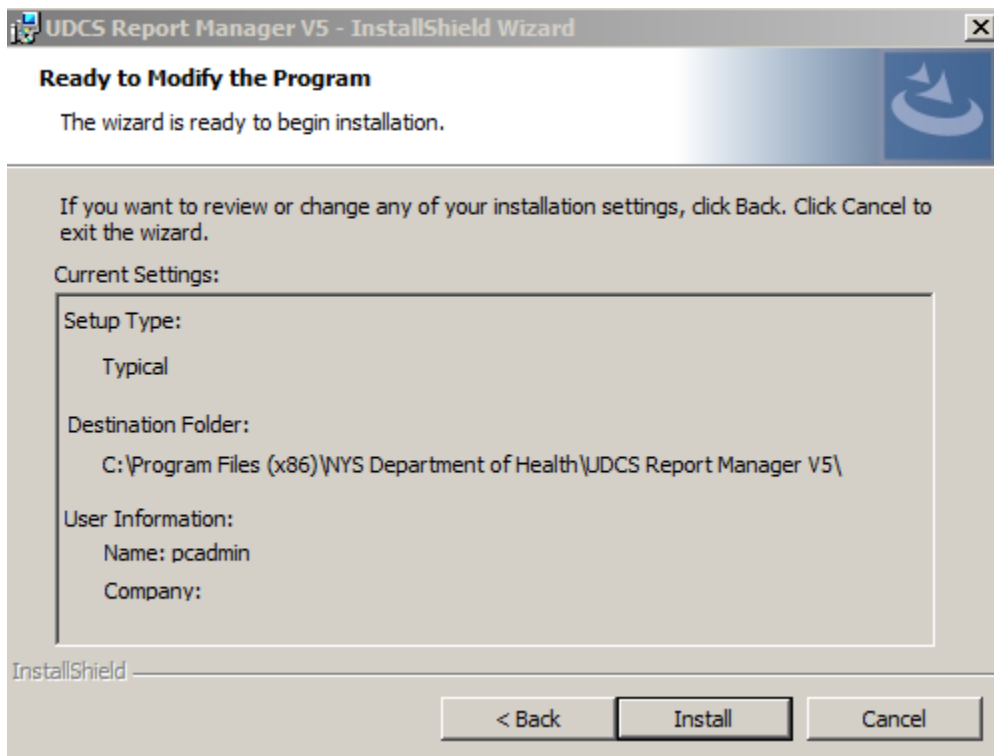 UDCS Report Manager V5 - InstallShield Wizard
Ready to Modify the Program
The wizard is ready to begin installation.
If you want to review or change any of your installation settings, click Back. Click Cancel to
exit the wizard.
Current Settings:
Setup Type:
Typical
Destination Folder:
C:\Program Files (x86)\NYS Department of Health\UDCS Report Manager V5\
User Information:
Name: pcadmin
Company:
InstallShield
< Back
Install
Cancel